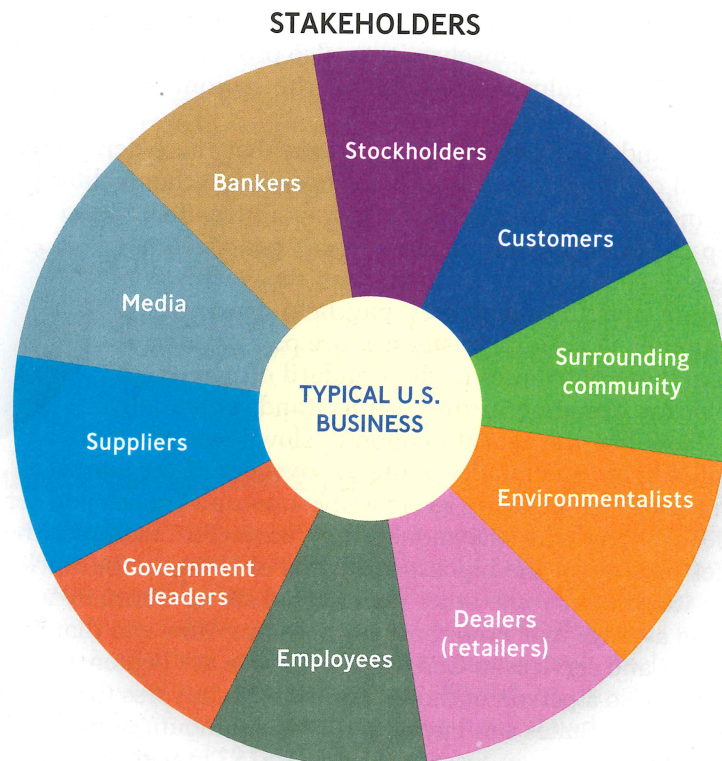 STAKEHOLDERS
Stockholders
Customers
Surrounding
community
Environmentalists
Dealers
(retailers)
Employees
Government
leaders
Suppliers
Media
Bankers
TYPICAL U.S.
BUSINESS